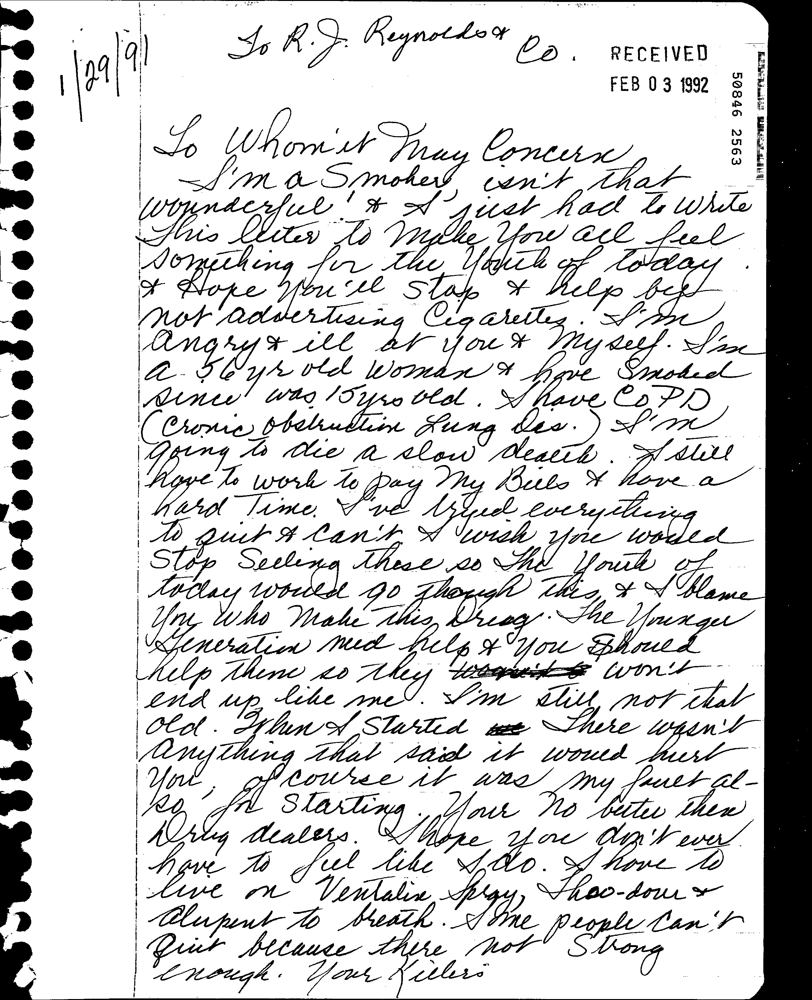 1/29/91
To R. J. Reynolds & Co.
RECEIVED
FEB 03 1992
50846 2563
To Whom it May Concern
I'm a Smoker, isn't that
wounnderful! & I just had to write
This letter to Make You all feel
something for the Youth of today.
& Hope You'll Stop & help by
not advertising Cigarettes. I'm
angry & ill at you & Myself. I'm
a 56 yr old Woman & have Smoked
since was 15 yrs old. I have COPD
(Cronic obstruction Lung Des.) I'm
going to die a slow death. I still
have to work to pay My Bills & have a
hard Time. I've tryed everything
to quit & can't I wish you would
Stop Selling these so The Youth of
today would go though this, & I blame
You who Make this Drug. The Younger
Generation need help & You Should
help them so they won't
end up like me. I'm still not that
old. When I Started There wasn't
anything that said it would hurt
You, of course it was my fault al-
so In Starting. Your No better then
Drug dealers. I hope you don't ever
have to feel like I do. I have to
live on Ventalin Spray, &
alupent to breath. Some people Can't
Quit because there not Strong
enough. Your Killers